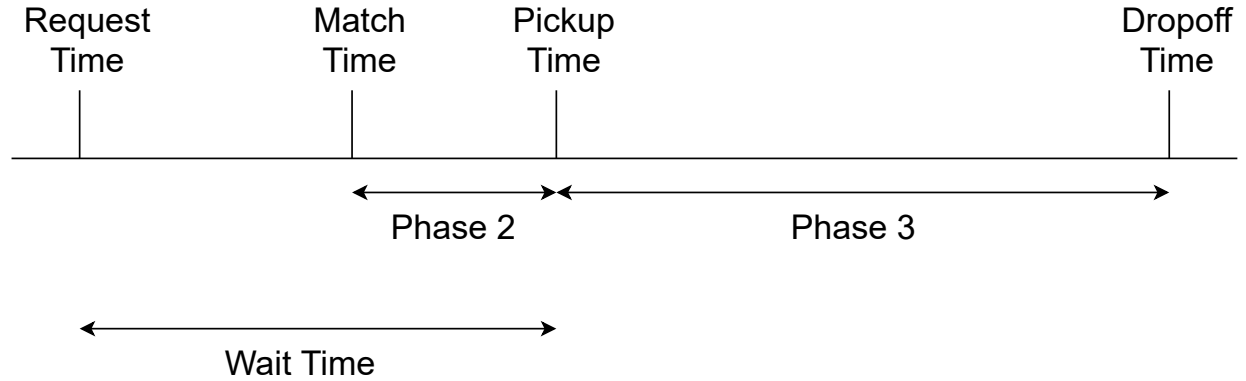 Request
Time
Match
Time
Pickup
Time
Dropoff
Time
Phase 2
Phase 3
Wait Time